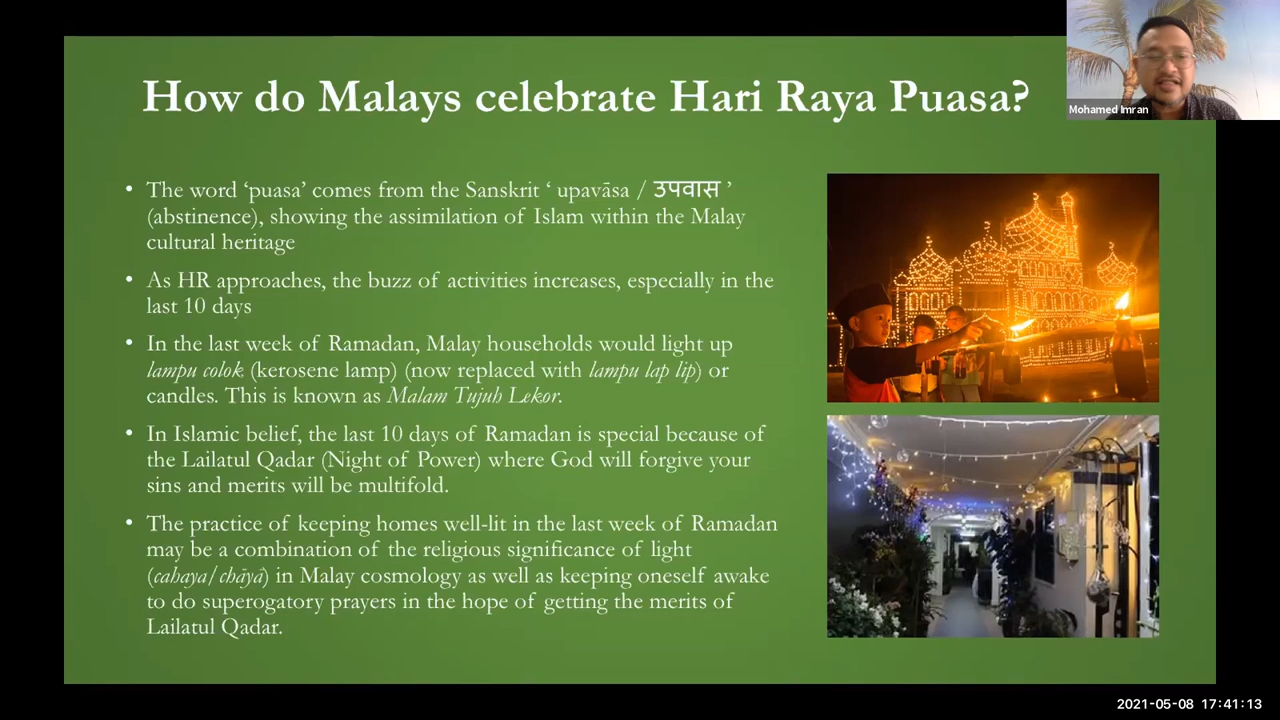 How do Malays celebrate Hari Raya Puasa?
Mohamed Imran
• The word ‘puasa’ comes from the Sanskrit ‘ upavāsa / उपवास ’
(abstinence), showing the assimilation of Islam within the Malay
cultural heritage
• As HR approaches, the buzz of activities increases, especially in the
last 10 days
• In the last week of Ramadan, Malay households would light up
lampu colok (kerosene lamp) (now replaced with lampu lap lip) or
candles. This is known as Malam Tujuh Lekor.
• In Islamic belief, the last 10 days of Ramadan is special because of
the Lailatul Qadar (Night of Power) where God will forgive your
sins and merits will be multifold.
• The practice of keeping homes well-lit in the last week of Ramadan
may be a combination of the religious significance of light
(cahaya/chāyā) in Malay cosmology as well as keeping oneself awake
to do superogatory prayers in the hope of getting the merits of
Lailatul Qadar.
2021-05-08 17:41:13